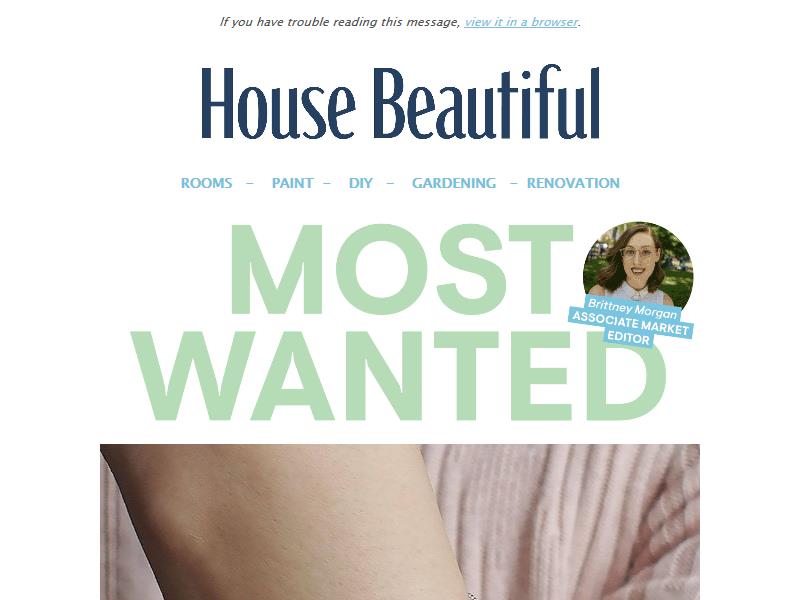 If you have trouble reading this message, view it in a browser.
House Beautiful
ROOMS – PAINT – DIY – GARDENING – RENOVATION
MOST
WANTED
Brittney Morgan
ASSOCIATE MARKET
EDITOR